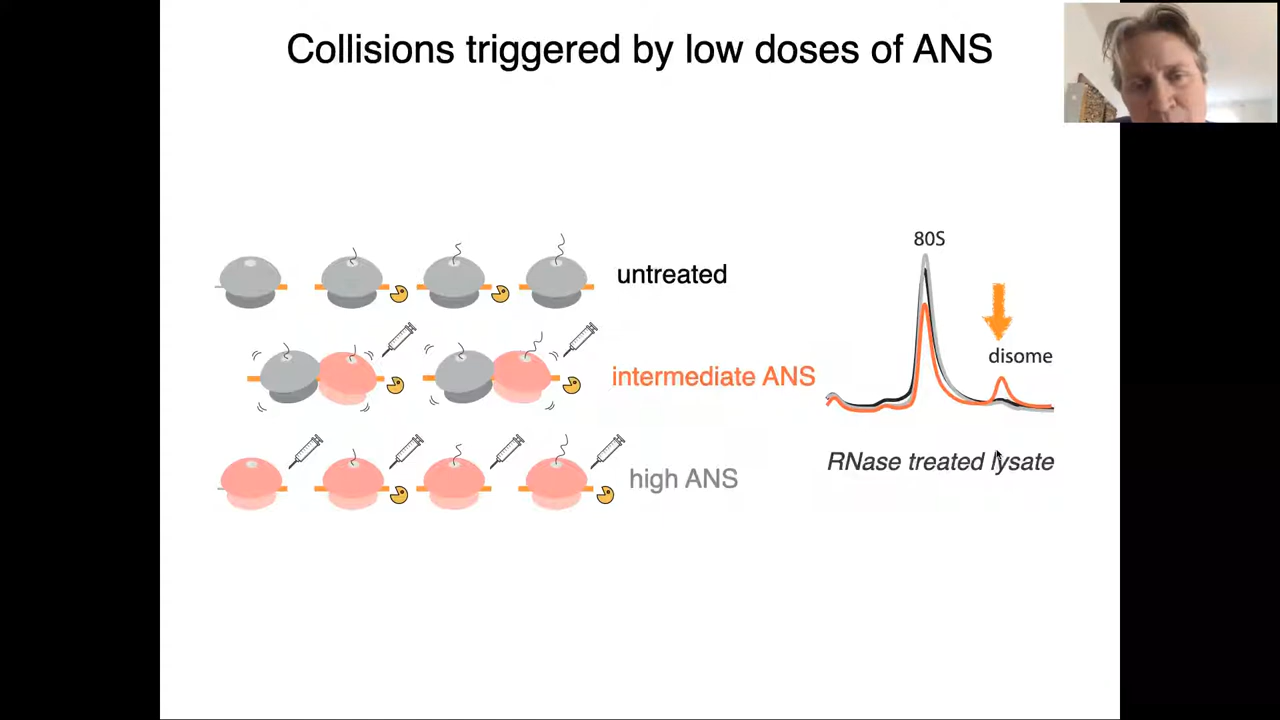 Collisions triggered by low doses of ANS
untreated
intermediate ANS
high ANS
80S
disome
RNase treated lysate